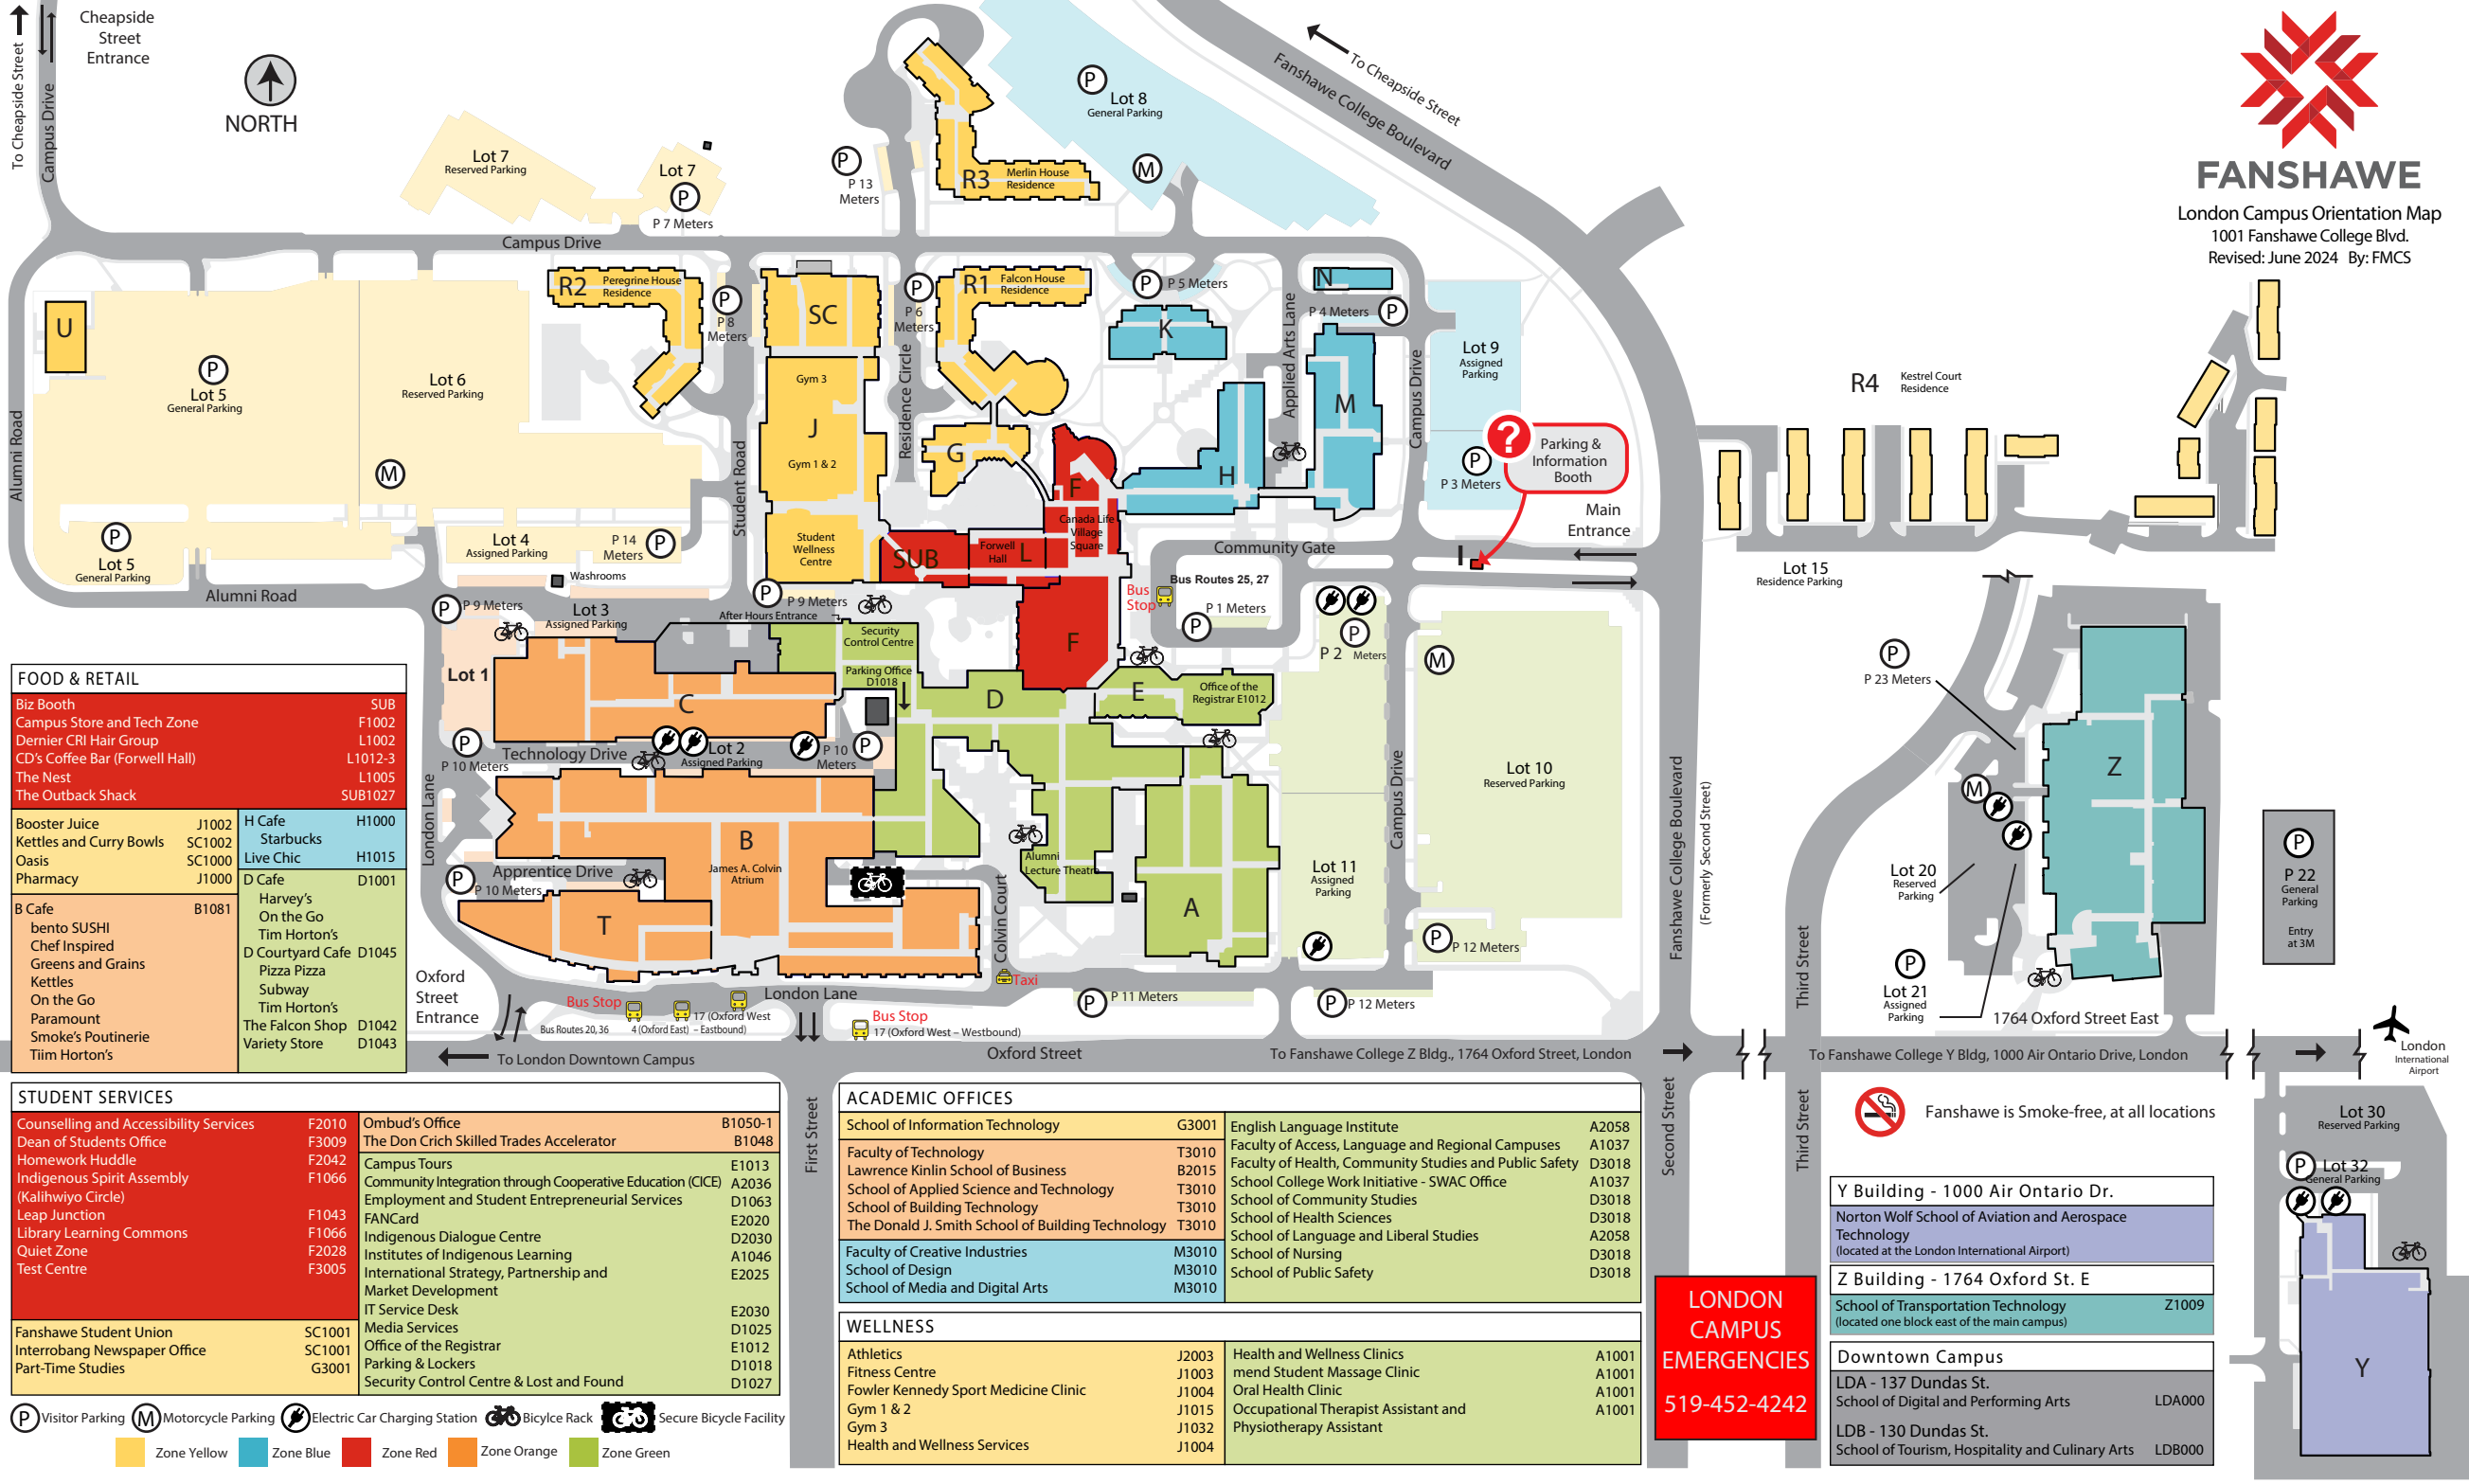 To Cheapside Street
Campus Drive
Cheapside
Street
Entrance
NORTH
Lot 7
Reserved Parking
Lot 7
P
P 7 Meters
Campus Drive
P
P 13
Meters
R3
Merlin House
Residence
P
Lot 8
General Parking
M
To Cheapside Street
Fanshawe College Boulevard
FANSHAWE
London Campus Orientation Map
1001 Fanshawe College Blvd.
Revised: June 2024 By: FMCS
U
P
Lot 5
General Parking
Lot 6
Reserved Parking
M
Alumni Road
P
Lot 5
General Parking
Alumni Road
R2
Peregrine House
Residence
P
P 8
Meters
SC
P
P 6
Meters
R1
Falcon House
Residence
P
P 5 Meters
K
N
P 4 Meters
P
Applied Arts Lane
M
Campus Drive
Lot 9
Assigned
Parking
P
P 3 Meters
?
Parking &
Information
Booth
Main
Entrance
R4
Kestrel Court
Residence
Lot 15
Residence Parking
Gym 3
J
Gym 1 & 2
Residence Circle
Student Road
G
F
H
Canada Life
Village
Square
Student
Wellness
Centre
SUB
Forwell
Hall
L
Community Gate
Lot 4
Assigned Parking
P 14
Meters
P
Washrooms
P
P 9 Meters
Lot 3
Assigned Parking
P
P 9 Meters
After Hours Entrance
Bus
Stop
Bus Routes 25, 27
P 1 Meters
P
P
P 2 Meters
F
Security
Control Centre
Parking Office
D1018
Lot 1
C
D
E
Office of the
Registrar E1012
M
Lot 10
Reserved Parking
P
P 10 Meters
Technology Drive
Lot 2
Assigned Parking
P 10
Meters
P
London Lane
B
James A. Colvin
Atrium
Apprentice Drive
P
P 10 Meters
T
Alumni
Lecture Theatre
A
Colvin Court
Lot 11
Assigned
Parking
Campus Drive
Fanshawe College Boulevard
(Formerly Second Street)
P
P 12 Meters
P
P 12 Meters
P
P 11 Meters
Taxi
Oxford
Street
Entrance
Bus Stop
Bus Routes 20, 36
4 (Oxford East)
17 (Oxford West
– Eastbound)
London Lane
Bus Stop
17 (Oxford West – Westbound)
To London Downtown Campus
Oxford Street
To Fanshawe College Z Bldg., 1764 Oxford Street, London
To Fanshawe College Y Bldg, 1000 Air Ontario Drive, London
London
International
Airport
P
P 23 Meters
Z
M
Lot 20
Reserved
Parking
P
Lot 21
Assigned
Parking
1764 Oxford Street East
Third Street
P
P 22
General
Parking
Entry
at 3M
FOOD & RETAIL
Biz Booth SUB
Campus Store and Tech Zone F1002
Dernier CRI Hair Group L1002
CD's Coffee Bar (Forwell Hall) L1012-3
The Nest L1005
The Outback Shack SUB1027
Booster Juice J1002
Kettles and Curry Bowls SC1002
Oasis SC1000
Pharmacy J1000
H Cafe H1000
Starbucks
Live Chic H1015
B Cafe B1081
bento SUSHI
Chef Inspired
Greens and Grains
Kettles
On the Go
Paramount
Smoke's Poutinerie
Tiim Horton's
D Cafe D1001
Harvey's
On the Go
Tim Horton's
D Courtyard Cafe D1045
Pizza Pizza
Subway
Tim Horton's
The Falcon Shop D1042
Variety Store D1043
STUDENT SERVICES
Counselling and Accessibility Services F2010
Dean of Students Office F3009
Homework Huddle F2042
Indigenous Spirit Assembly F1066
(Kalihwiyo Circle)
Leap Junction F1043
Library Learning Commons F1066
Quiet Zone F2028
Test Centre F3005
Fanshawe Student Union SC1001
Interrobang Newspaper Office SC1001
Part-Time Studies G3001
Ombud's Office B1050-1
The Don Crich Skilled Trades Accelerator B1048
Campus Tours E1013
Community Integration through Cooperative Education (CICE) A2036
Employment and Student Entrepreneurial Services D1063
FANCard E2020
Indigenous Dialogue Centre D2030
Institutes of Indigenous Learning A1046
International Strategy, Partnership and E2025
Market Development
IT Service Desk E2030
Media Services D1025
Office of the Registrar E1012
Parking & Lockers D1018
Security Control Centre & Lost and Found D1027
First Street
ACADEMIC OFFICES
School of Information Technology G3001
Faculty of Technology T3010
Lawrence Kinlin School of Business B2015
School of Applied Science and Technology T3010
School of Building Technology T3010
The Donald J. Smith School of Building Technology T3010
Faculty of Creative Industries M3010
School of Design M3010
School of Media and Digital Arts M3010
English Language Institute A2058
Faculty of Access, Language and Regional Campuses A1037
Faculty of Health, Community Studies and Public Safety D3018
School College Work Initiative - SWAC Office A1037
School of Community Studies D3018
School of Health Sciences D3018
School of Language and Liberal Studies A2058
School of Nursing D3018
School of Public Safety D3018
WELLNESS
Athletics J2003
Fitness Centre J1003
Fowler Kennedy Sport Medicine Clinic J1004
Gym 1 & 2 J1015
Gym 3 J1032
Health and Wellness Services J1004
Health and Wellness Clinics A1001
mend Student Massage Clinic A1001
Oral Health Clinic A1001
Occupational Therapist Assistant and A1001
Physiotherapy Assistant
Second Street
Third Street
LONDON
CAMPUS
EMERGENCIES
519-452-4242
Fanshawe is Smoke-free, at all locations
Y Building - 1000 Air Ontario Dr.
Norton Wolf School of Aviation and Aerospace
Technology
(located at the London International Airport)
Z Building - 1764 Oxford St. E
School of Transportation Technology Z1009
(located one block east of the main campus)
Downtown Campus
LDA - 137 Dundas St.
School of Digital and Performing Arts LDA000
LDB - 130 Dundas St.
School of Tourism, Hospitality and Culinary Arts LDB000
Lot 30
Reserved Parking
P
Lot 32
General Parking
Y
P Visitor Parking
M Motorcycle Parking
Electric Car Charging Station
Bicylce Rack
Secure Bicycle Facility
Zone Yellow
Zone Blue
Zone Red
Zone Orange
Zone Green